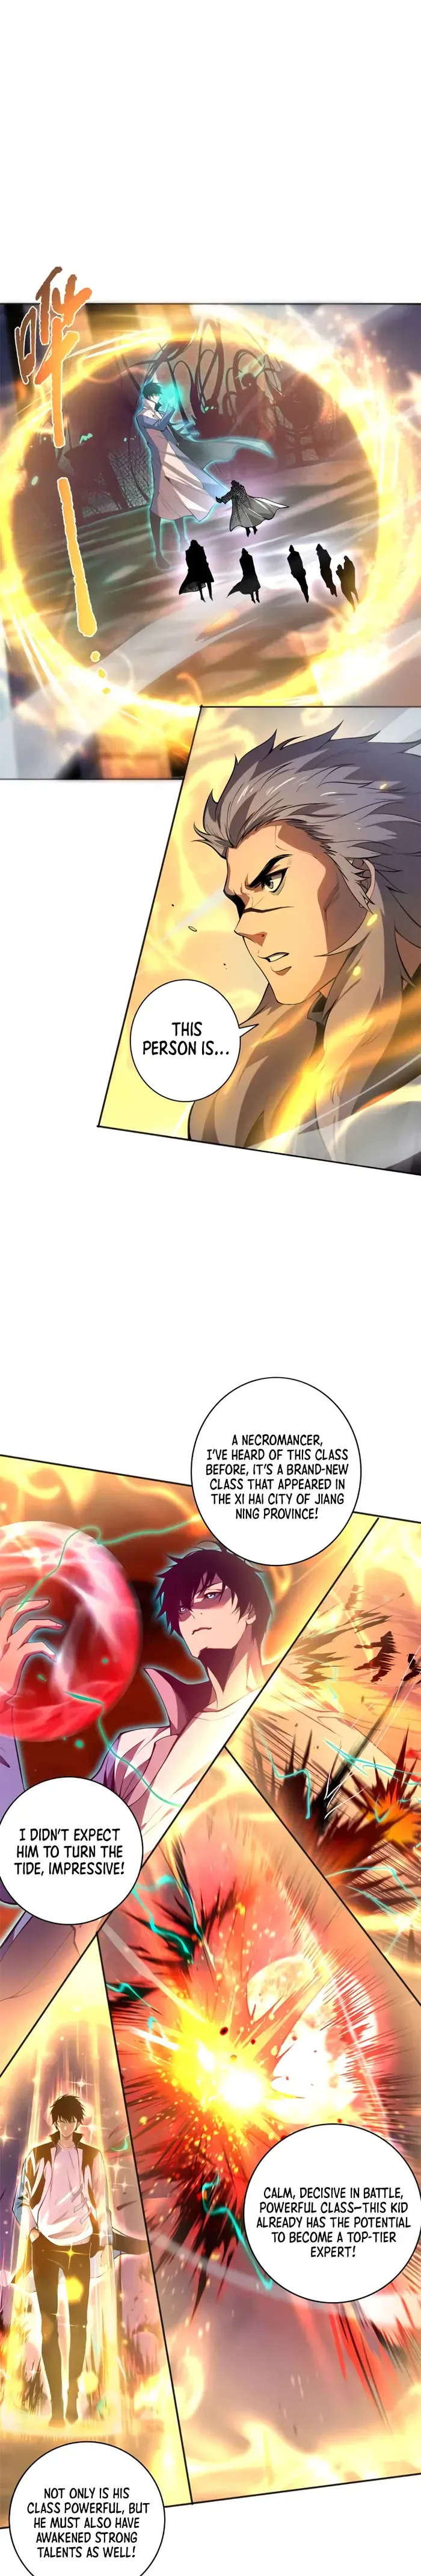 THIS
PERSON IS...
A NECROMANCER,
I'VE HEARD OF THIS CLASS
BEFORE, IT'S A BRAND-NEW
CLASS THAT APPEARED IN
THE XI HAI CITY OF JIANG
NING PROVINCE!
I DIDN'T EXPECT
HIM TO TURN THE
TIDE, IMPRESSIVE!
CALM, DECISIVE IN BATTLE,
POWERFUL CLASS—THIS KID
ALREADY HAS THE POTENTIAL
TO BECOME A TOP-TIER
EXPERT!
NOT ONLY IS HIS
CLASS POWERFUL, BUT
HE MUST ALSO HAVE
AWAKENED STRONG
TALENTS AS WELL!